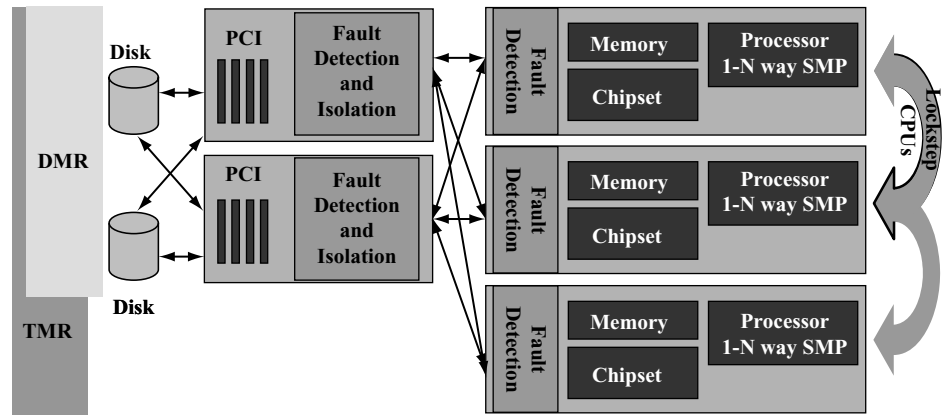 DMR
TMR
Disk
Disk
PCI
Fault
Detection
and
Isolation
PCI
Fault
Detection
and
Isolation
Fault
Detection
Memory
Chipset
Processor
1-N way SMP
Fault
Detection
Memory
Chipset
Processor
1-N way SMP
Fault
Detection
Memory
Chipset
Processor
1-N way SMP
Lockstep
CPUs